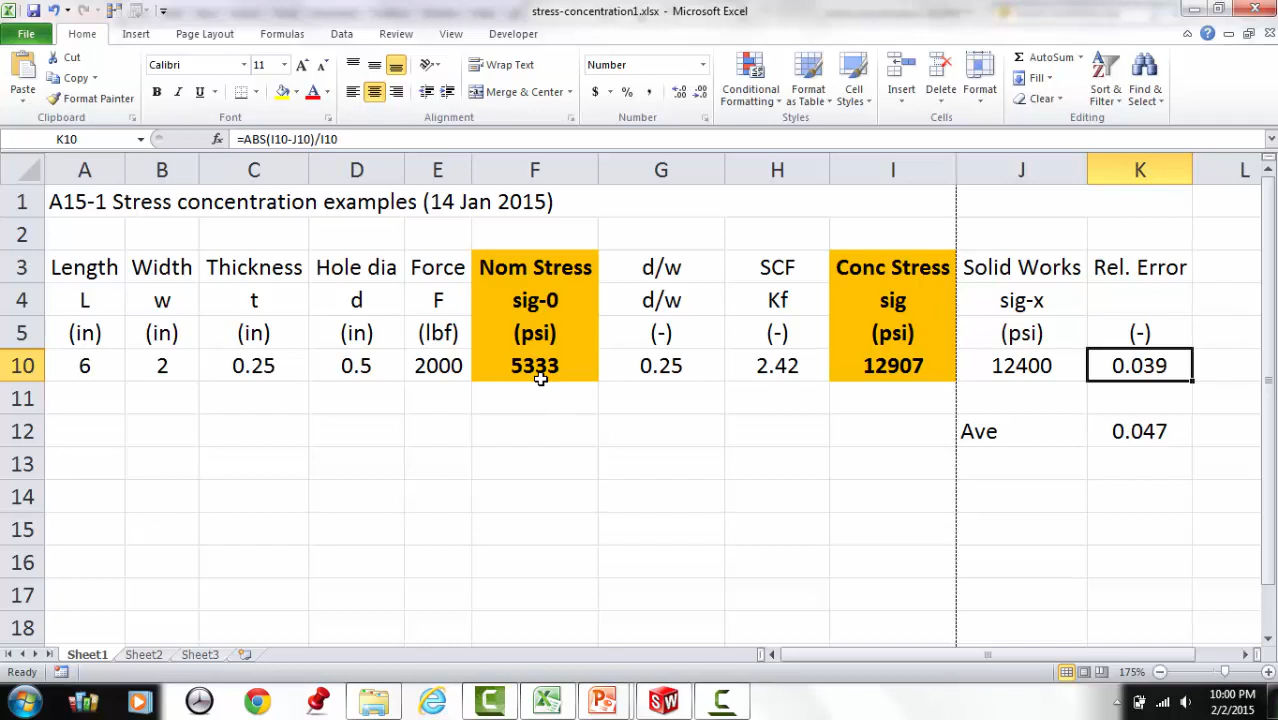 stress-concentration1.xlsx - Microsoft Excel
File Home Insert Page Layout Formulas Data Review View Developer
Paste
Cut
Copy
Format Painter
Clipboard
Calibri 11
B I U
Font
Wrap Text
Merge & Center
Alignment
Number
$ % ,
Number
Conditional Formatting
Format as Table
Cell Styles
Styles
Insert Delete Format
Cells
AutoSum
Fill
Clear
Sort & Filter
Find & Select
Editing
K10 fx =ABS(I10-J10)/I10
A B C D E F G H I J K L
1 A15-1 Stress concentration examples (14 Jan 2015)
2
3 Length Width Thickness Hole dia Force Nom Stress d/w SCF Conc Stress Solid Works Rel. Error
4 L w t d F sig-0 d/w Kf sig sig-x
5 (in) (in) (in) (in) (lbf) (psi) (-) (-) (psi) (psi) (-)
10 6 2 0.25 0.5 2000 5333 0.25 2.42 12907 12400 0.039
11
12 Ave 0.047
13
14
15
16
17
18
Sheet1 Sheet2 Sheet3
Ready 175%
10:00 PM
2/2/2015